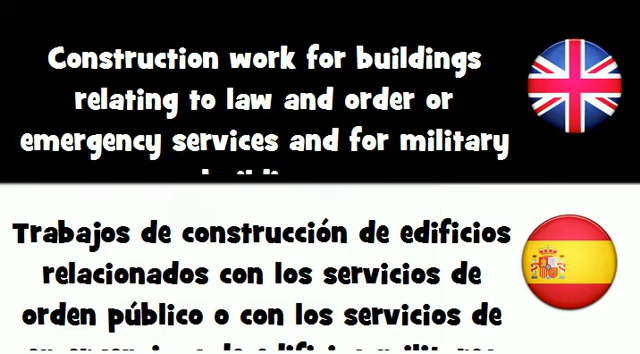 Construction work for buildings
relating to law and order or
emergency services and for military
Trabajos de construcción de edificios
relacionados con los servicios de
orden público o con los servicios de